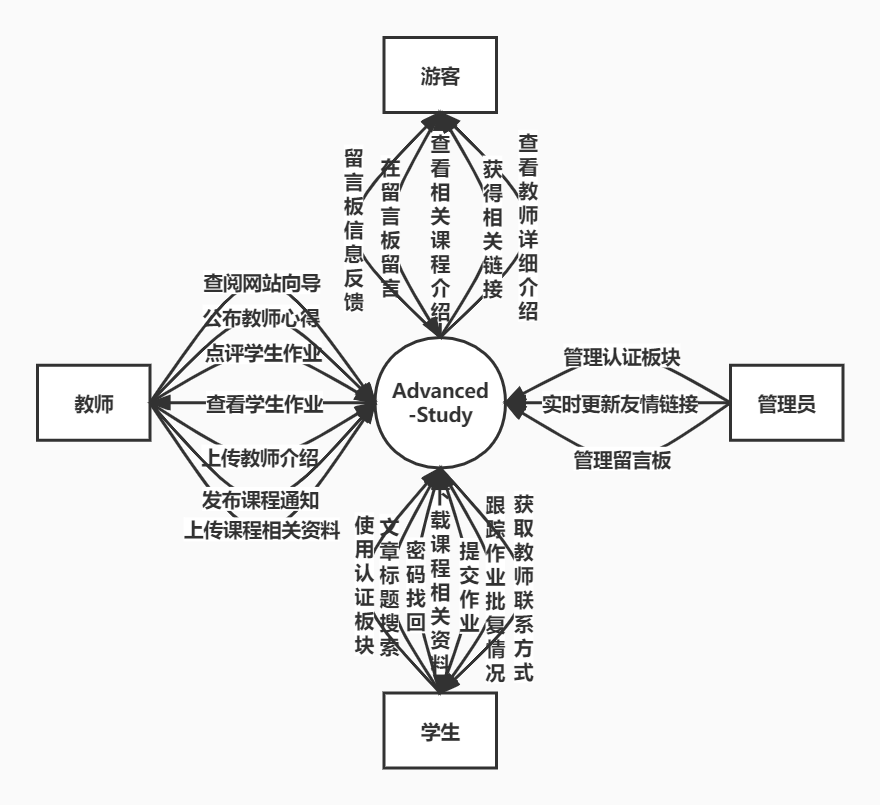 游客
留言板信息反馈
在留言板留言
查看相关课程介绍
获得相关链接
查看教师详细介绍
查阅网站向导
公布教师心得
点评学生作业
查看学生作业
上传教师介绍
发布课程通知
上传课程相关资料
教师
Advanced
-Study
管理认证板块
实时更新友情链接
管理留言板
管理员
使用认证板块
文章标题搜索
密码找回
下载课程相关资料
提交作业
跟踪作业批复情况
获取教师联系方式
学生